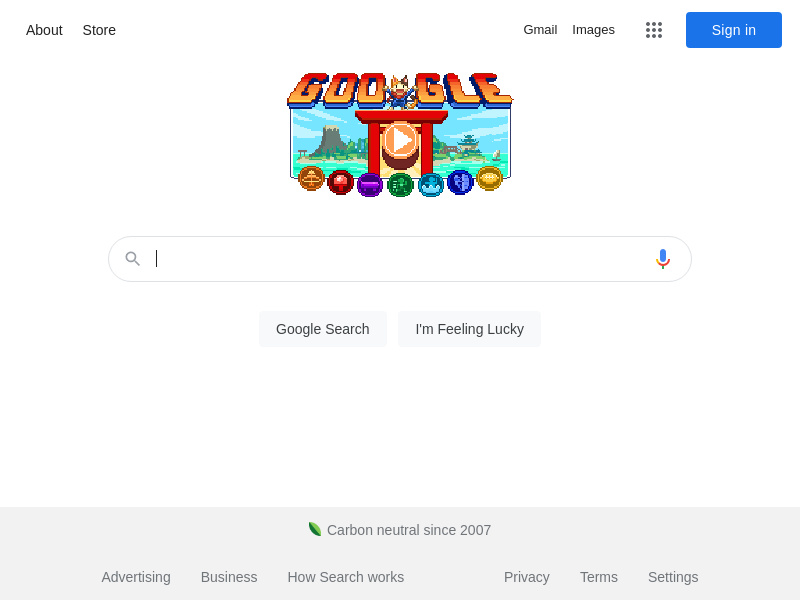 About Store Gmail Images Sign in
GOOGLE
Google Search I'm Feeling Lucky
Carbon neutral since 2007
Advertising Business How Search works Privacy Terms Settings